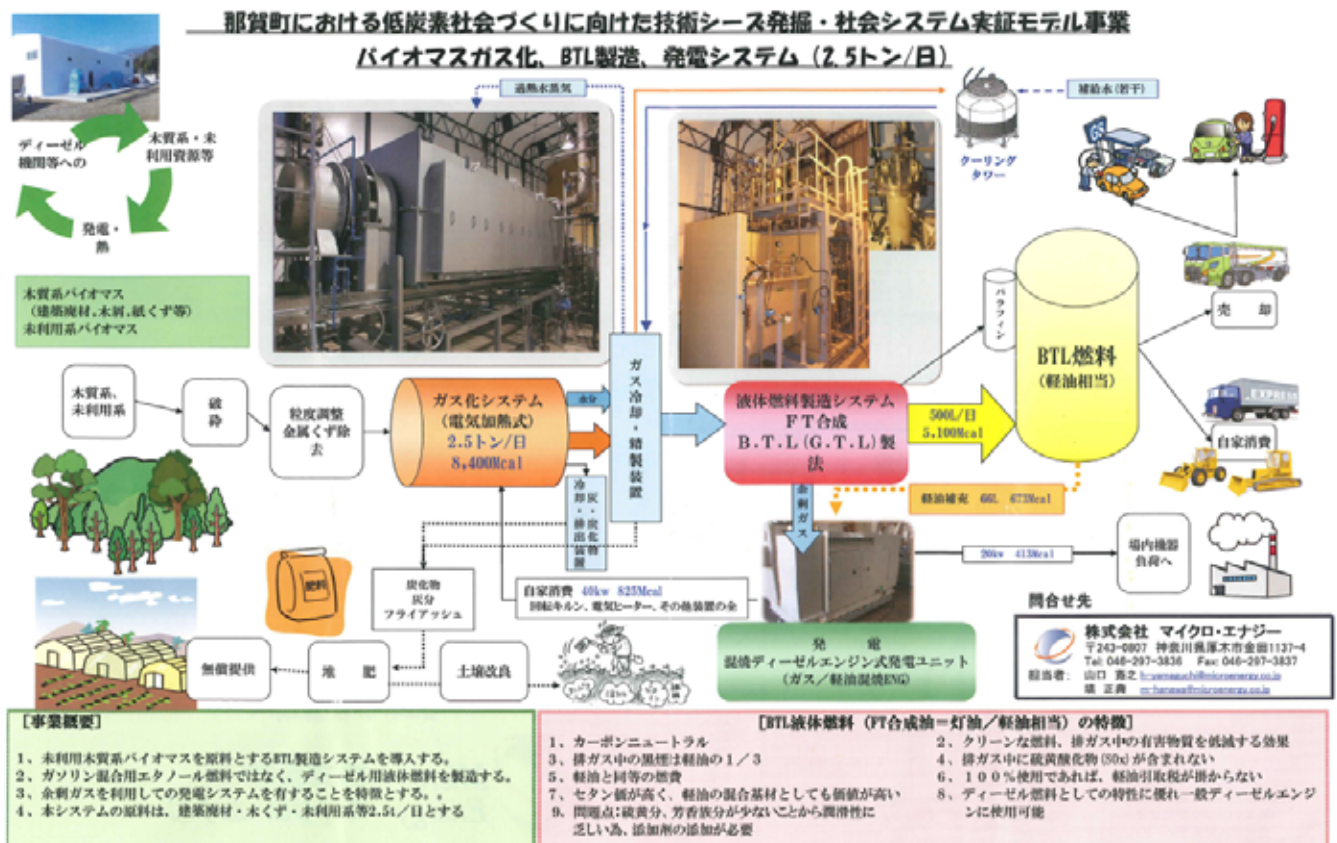 那賀町における低炭素社会づくりに向けた技術シーズ発掘・社会システム実証モデル事業
バイオマスガス化、BTL製造、発電システム（2.5トン/日）
過熱水蒸気
補給水(若干)
クーリング
タワー
ディーゼル
機関等への
木質系・未
利用資源等
発電・
熱
木質系バイオマス
（建築廃材、木屑、紙くず等）
未利用系バイオマス
木質系、
未利用系
破
砕
粒度調整
金属くず除
去
ガス化システム
(電気加熱式)
2.5トン/日
8,400Mcal
水分
ガス冷却・精製装置
灰・炭化物
冷却・排出装置
液体燃料製造システム
FT合成
B.T.L(G.T.L)製
法
500L/日
5,100Mcal
パラフィン
BTL燃料
(軽油相当)
売　却
EXPRESS
自家消費
余剰ガス
軽油補充　66L　673Mcal
20kw　413Mcal
場内機器
負荷へ
肥料
炭化物
灰分
フライアッシュ
自家消費　40kw　825Mcal
回転キルン、電気ヒーター、その他装置の全
無償提供
堆　肥
土壌改良
発　電
混焼ディーゼルエンジン式発電ユニット
(ガス／軽油混焼ENG)
問合せ先
株式会社　マイクロ・エナジー
〒243-0807　神奈川県厚木市金田1137-4
Tel: 046-297-3836　Fax: 046-297-3837
担当者：　山口　寛之 h-yamaguchi@microenergy.co.jp
塙　正典　m-hanawa@microenergy.co.jp
［事業概要］
1、未利用木質系バイオマスを原料とするBTL製造システムを導入する。
2、ガソリン混合用エタノール燃料ではなく、ディーゼル用液体燃料を製造する。
3、余剰ガスを利用しての発電システムを有することを特徴とする。。
4、本システムの原料は、建築廃材・木くず・未利用系等2.5t／日とする
［BTL液体燃料（FT合成油＝灯油／軽油相当）の特徴］
1、カーボンニュートラル
2、クリーンな燃料、排ガス中の有害物質を低減する効果
3、排ガス中の黒煙は軽油の１／３
4、排ガス中に硫黄酸化物(SOx)が含まれない
5、軽油と同等の燃費
6、１００％使用であれば、軽油引取税が掛からない
7、セタン価が高く、軽油の混合基材としても価値が高い
8、ディーゼル燃料としての特性に優れ一般ディーゼルエンジ
ンに使用可能
9、問題点：硫黄分、芳香族分が少ないことから潤滑性に
乏しい為、添加剤の添加が必要